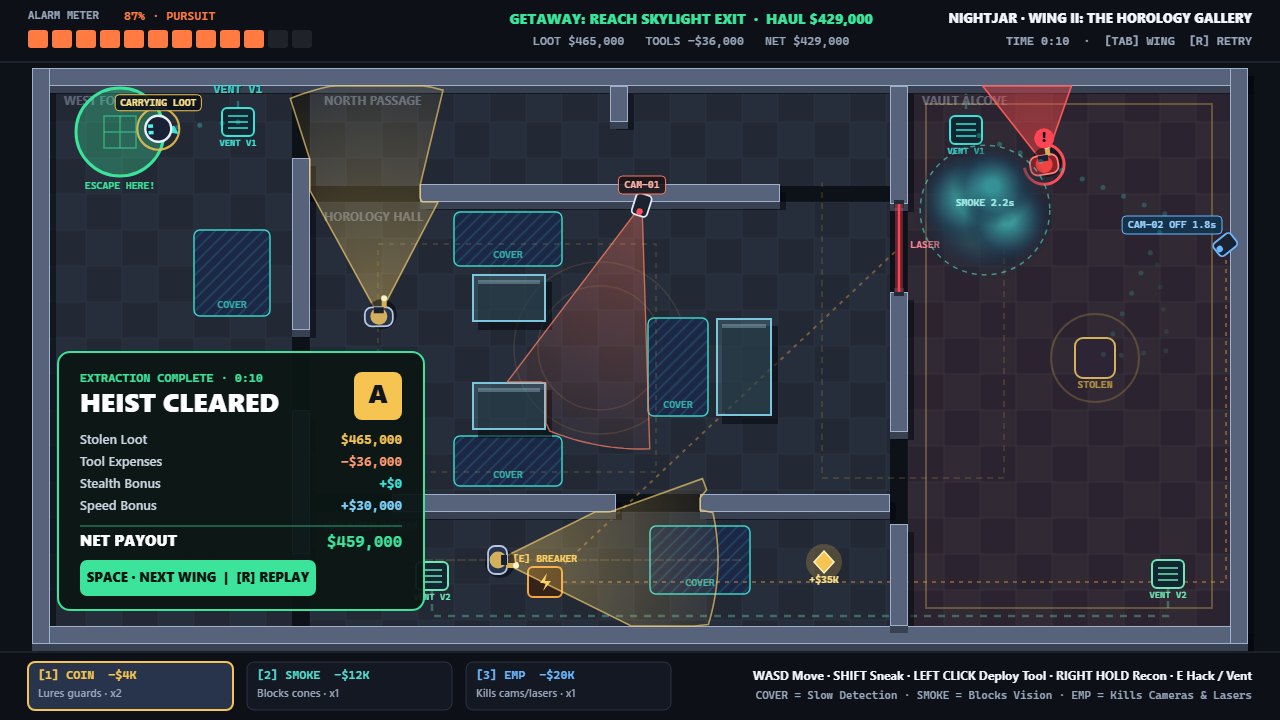 ALARM METER 87% · PURSUIT
GETAWAY: REACH SKYLIGHT EXIT · HAUL $429,000
LOOT $465,000 TOOLS −$36,000 NET $429,000
NIGHTJAR · WING II: THE HOROLOGY GALLERY
TIME 0:10 · [TAB] WING [R] RETRY
VENT V1
CARRYING LOOT
NORTH PASSAGE
VAULT ALCOVE
VENT V1
!
VENT V1
ESCAPE HERE!
CAM-01
SMOKE 2.2s
HOROLOGY HALL
CAM-02 OFF 1.8s
LASER
COVER
COVER
STOLEN
COVER
COVER
EXTRACTION COMPLETE · 0:10
HEIST CLEARED
A
Stolen Loot $465,000
Tool Expenses −$36,000
Stealth Bonus +$0
Speed Bonus +$30,000
NET PAYOUT $459,000
SPACE · NEXT WING | [R] REPLAY
[E] BREAKER
COVER
+$35K
VENT V2
[1] COIN −$4K
Lures guards · x2
[2] SMOKE −$12K
Blocks cones · x1
[3] EMP −$20K
Kills cams/lasers · x1
WASD Move · SHIFT Sneak · LEFT CLICK Deploy Tool · RIGHT HOLD Recon · E Hack / Vent
COVER = Slow Detection · SMOKE = Blocks Vision · EMP = Kills Cameras & Lasers